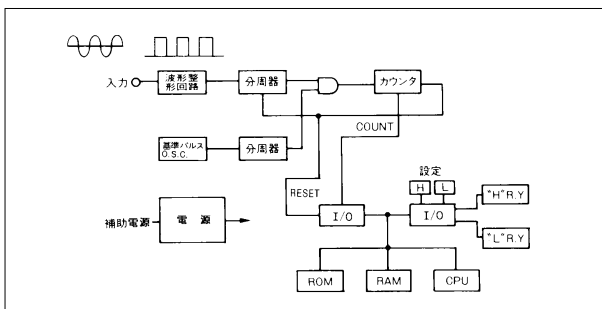 入力
波形整
形回路
分周器
カウンタ
COUNT
基準パルス
O.S.C.
分周器
設定
H L
RESET
"H"R.Y
I/O
I/O
補助電源
電源
"L"R.Y
ROM
RAM
CPU